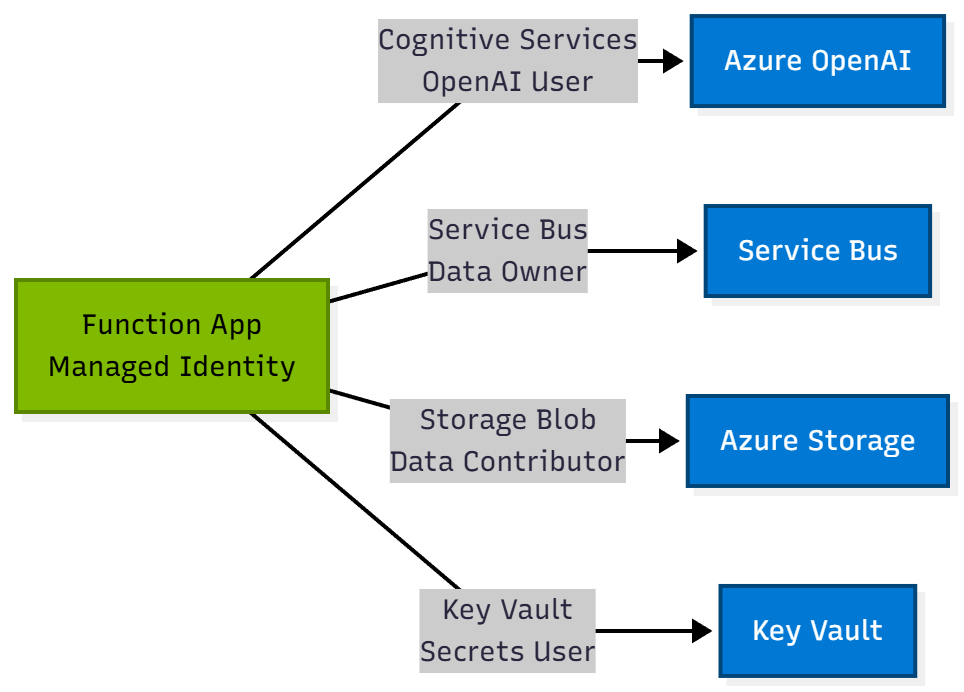 Cognitive Services
OpenAI User
Azure OpenAI
Service Bus
Data Owner
Service Bus
Function App
Managed Identity
Storage Blob
Data Contributor
Azure Storage
Key Vault
Secrets User
Key Vault